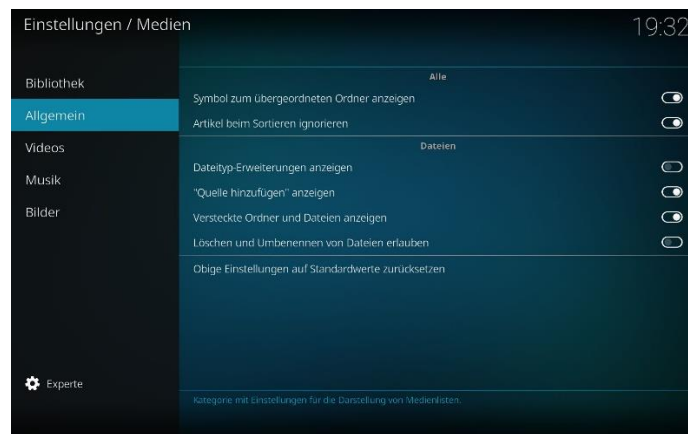 Einstellungen / Medien
19:32
Bibliothek
Allgemein
Videos
Musik
Bilder
Experte
Alle
Symbol zum übergeordneten Ordner anzeigen
Artikel beim Sortieren ignorieren
Dateien
Dateityp-Erweiterungen anzeigen
"Quelle hinzufügen" anzeigen
Versteckte Ordner und Dateien anzeigen
Löschen und Umbenennen von Dateien erlauben
Obige Einstellungen auf Standardwerte zurücksetzen
Kategorie mit Einstellungen für die Darstellung von Medienlisten.